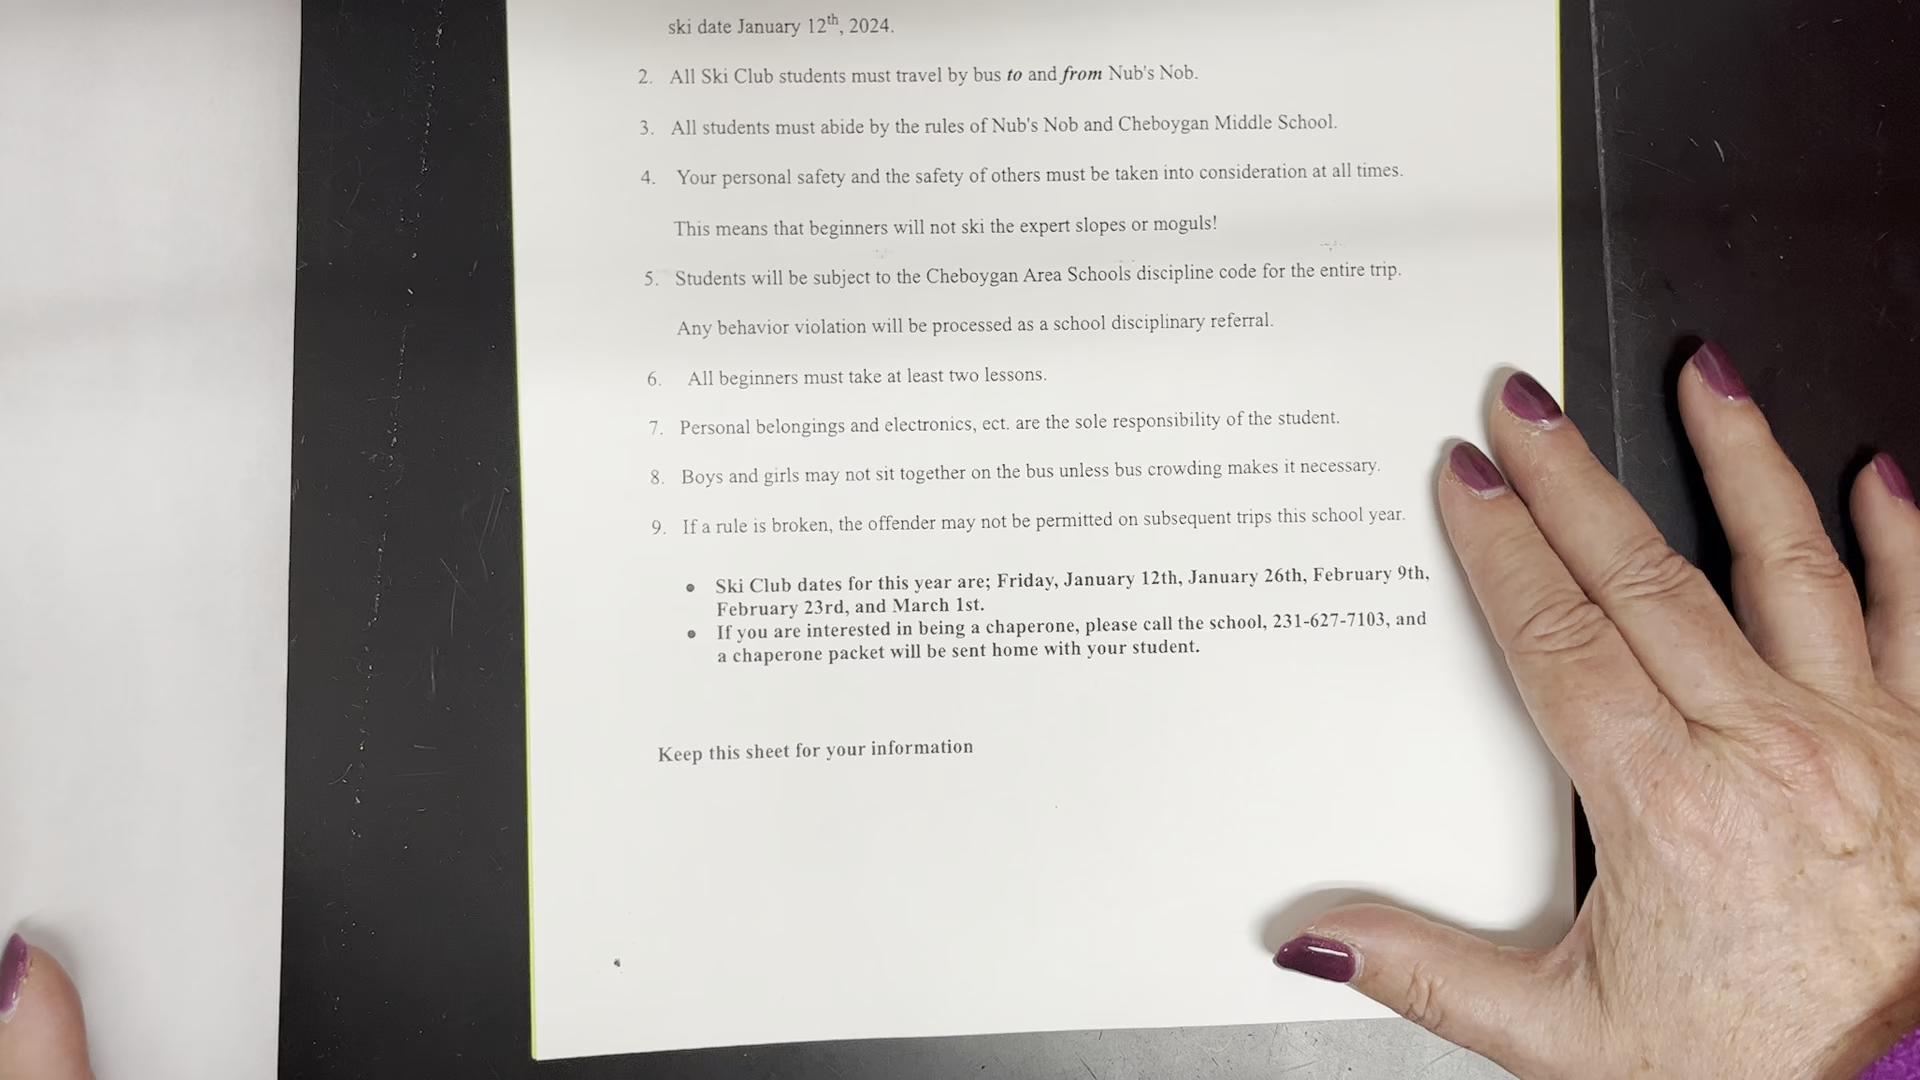 ski date January 12th, 2024.
2. All Ski Club students must travel by bus to and from Nub's Nob.
3. All students must abide by the rules of Nub's Nob and Cheboygan Middle School.
4. Your personal safety and the safety of others must be taken into consideration at all times.
This means that beginners will not ski the expert slopes or moguls!
5. Students will be subject to the Cheboygan Area Schools discipline code for the entire trip.
Any behavior violation will be processed as a school disciplinary referral.
6. All beginners must take at least two lessons.
7. Personal belongings and electronics, ect. are the sole responsibility of the student.
8. Boys and girls may not sit together on the bus unless bus crowding makes it necessary.
9. If a rule is broken, the offender may not be permitted on subsequent trips this school year.
• Ski Club dates for this year are; Friday, January 12th, January 26th, February 9th,
February 23rd, and March 1st.
• If you are interested in being a chaperone, please call the school, 231-627-7103, and
a chaperone packet will be sent home with your student.
Keep this sheet for your information